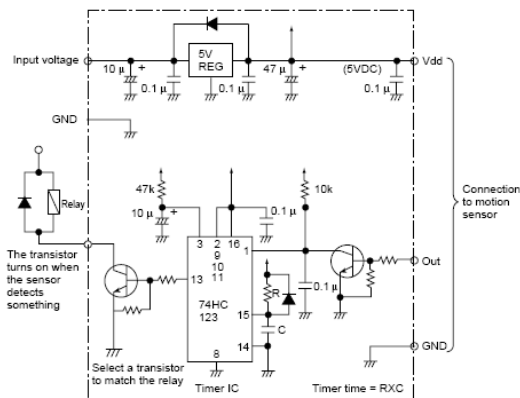 Input voltage
10 μ
+
0.1 μ
5V
REG
0.1 μ
47 μ
+
(5VDC)
0.1 μ
Vdd
GND
Relay
The transistor
turns on when
the sensor
detects
something
47k
10 μ
+
0.1 μ
10k
3
2
16
9
10
11
1
13
74HC
123
R
15
C
14
8
0.1 μ
Out
GND
Connection
to motion
sensor
Select a transistor
to match the relay
Timer IC
Timer time = RXC